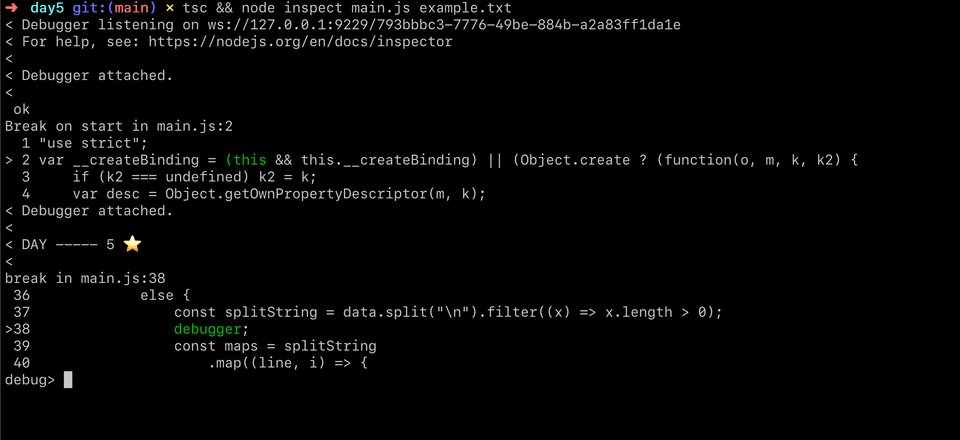 ➜  day5 git:(main) × tsc && node inspect main.js example.txt
< Debugger listening on ws://127.0.0.1:9229/793bbbc3-7776-49be-884b-a2a83ff1da1e
< For help, see: https://nodejs.org/en/docs/inspector
<
< Debugger attached.
<
 ok
Break on start in main.js:2
  1 "use strict";
> 2 var __createBinding = (this && this.__createBinding) || (Object.create ? (function(o, m, k, k2) {
  3     if (k2 === undefined) k2 = k;
  4     var desc = Object.getOwnPropertyDescriptor(m, k);
< Debugger attached.
<
< DAY ----- 5 ⭐
<
break in main.js:38
 36             else {
 37                 const splitString = data.split("\n").filter((x) => x.length > 0);
>38                 debugger;
 39                 const maps = splitString
 40                     .map((line, i) => {
debug>